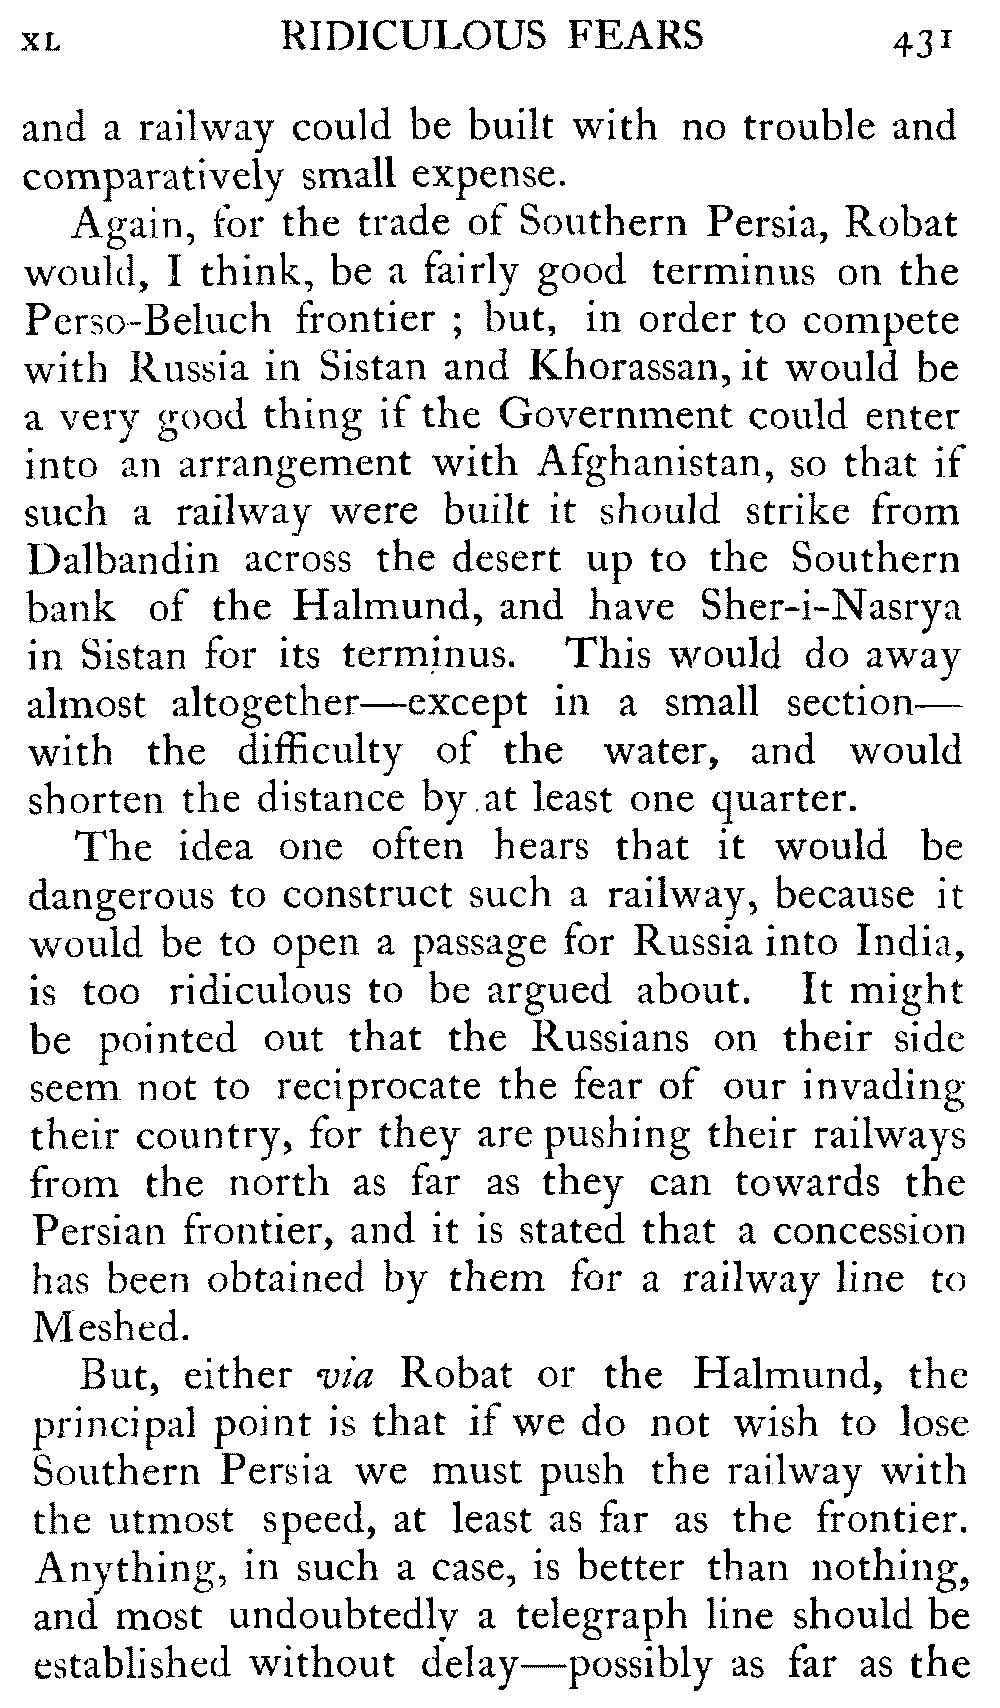 XL RIDICULOUS FEARS 431
and a railway could be built with no trouble and
comparatively small expense.
Again, for the trade of Southern Persia, Robat
would, I think, be a fairly good terminus on the
Perso-Beluch frontier ; but, in order to compete
with Russia in Sistan and Khorassan, it would be
a very good thing if the Government could enter
into an arrangement with Afghanistan, so that if
such a railway were built it should strike from
Dalbandin across the desert up to the Southern
bank of the Halmund, and have Sher-i-Nasrya
in Sistan for its terminus. This would do away
almost altogether—except in a small section—
with the difficulty of the water, and would
shorten the distance by at least one quarter.
The idea one often hears that it would be
dangerous to construct such a railway, because it
would be to open a passage for Russia into India,
is too ridiculous to be argued about. It might
be pointed out that the Russians on their side
seem not to reciprocate the fear of our invading
their country, for they are pushing their railways
from the north as far as they can towards the
Persian frontier, and it is stated that a concession
has been obtained by them for a railway line to
Meshed.
But, either via Robat or the Halmund, the
principal point is that if we do not wish to lose
Southern Persia we must push the railway with
the utmost speed, at least as far as the frontier.
Anything, in such a case, is better than nothing,
and most undoubtedly a telegraph line should be
established without delay—possibly as far as the